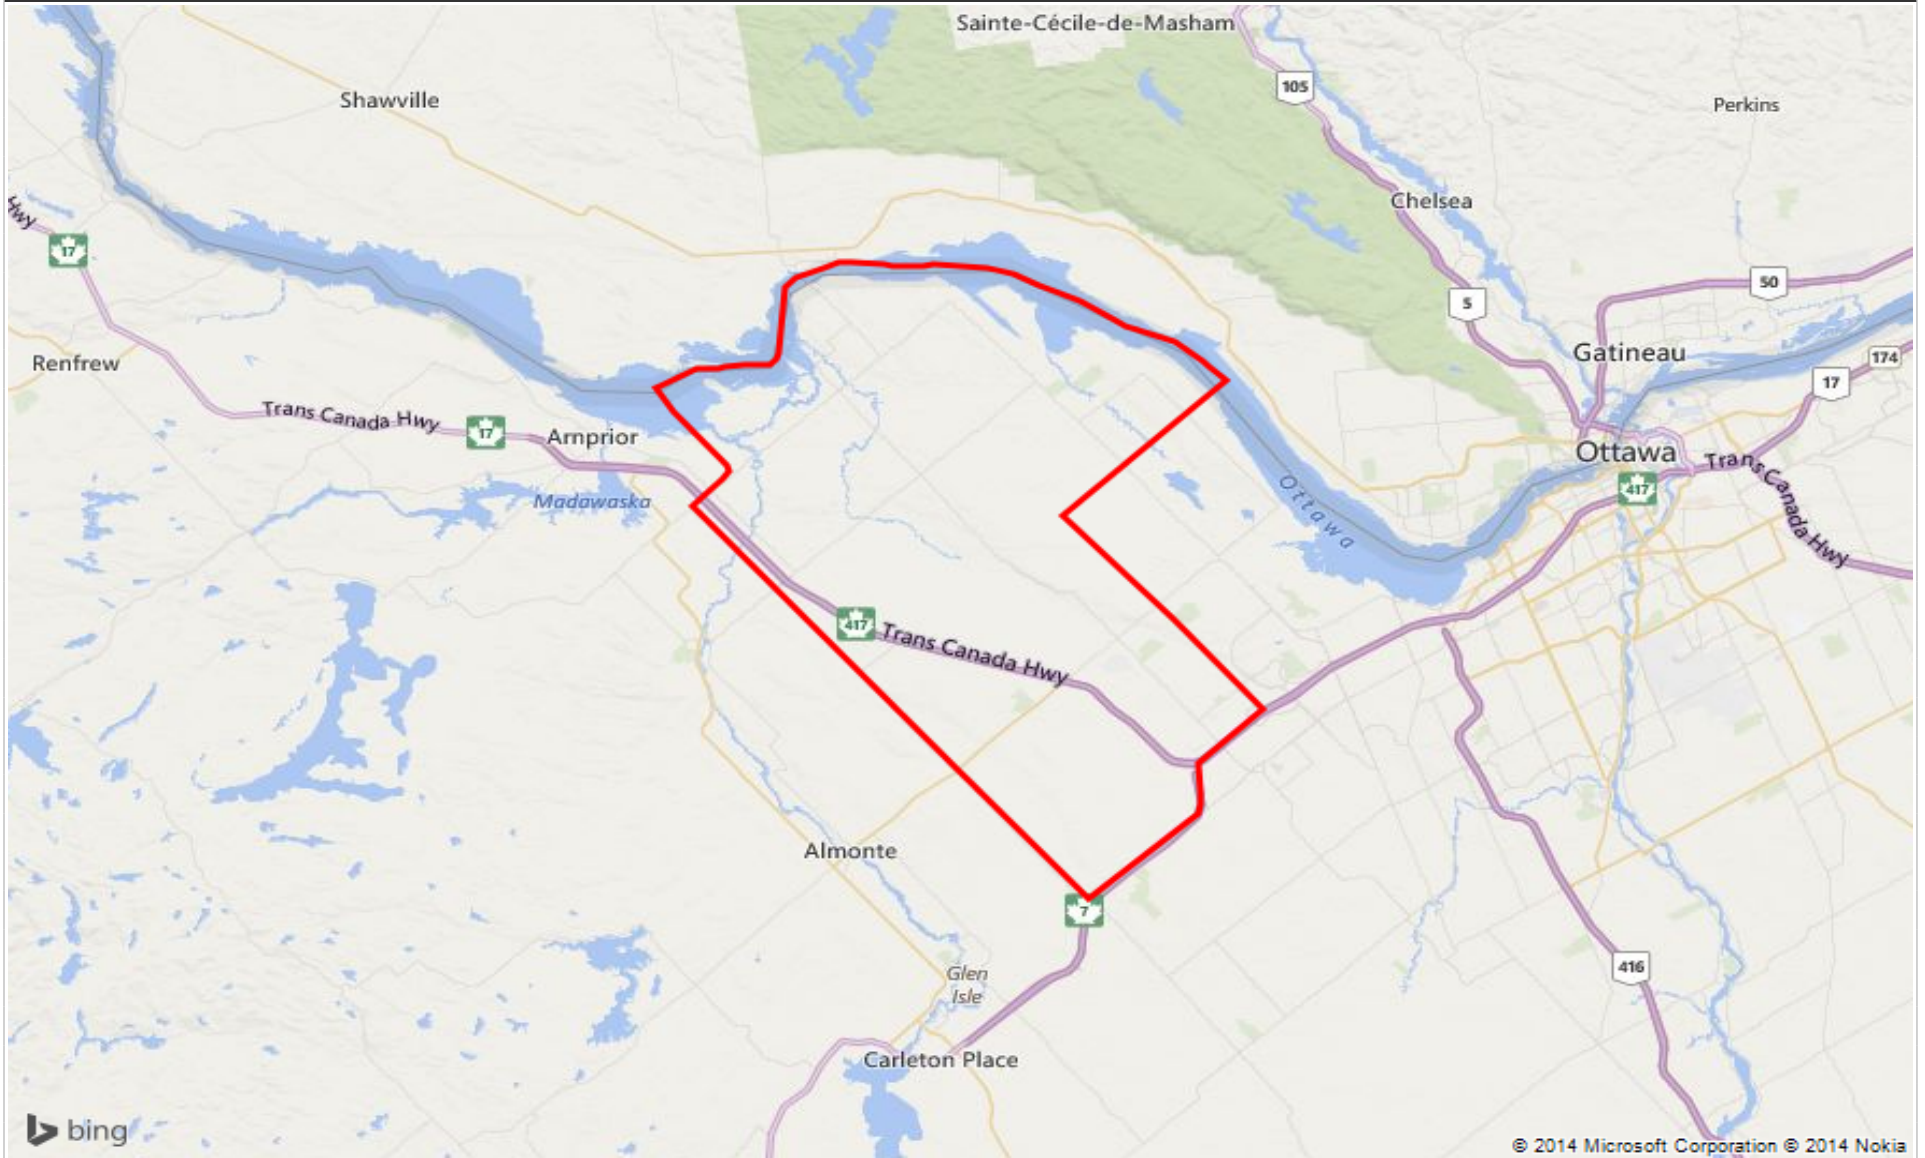 Sainte-Cécile-de-Masham
105
Shawville
Perkins
Chelsea
Hwy
17
50
5
Renfrew
Gatineau
174
17
Trans Canada Hwy
17
Arnprior
Ottawa
Trans Canada Hwy
417
Madawaska
Ottawa
417
Trans Canada Hwy
Almonte
7
416
Glen
Isle
Carleton Place
bing
© 2014 Microsoft Corporation © 2014 Nokia